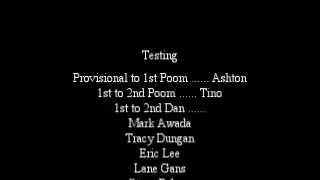 Testing
Provisional to 1st Poom ...... Ashton
1st to 2nd Poom ...... Tino
1st to 2nd Dan ......
Mark Awada
Tracy Dungan
Eric Lee
Lane Gans